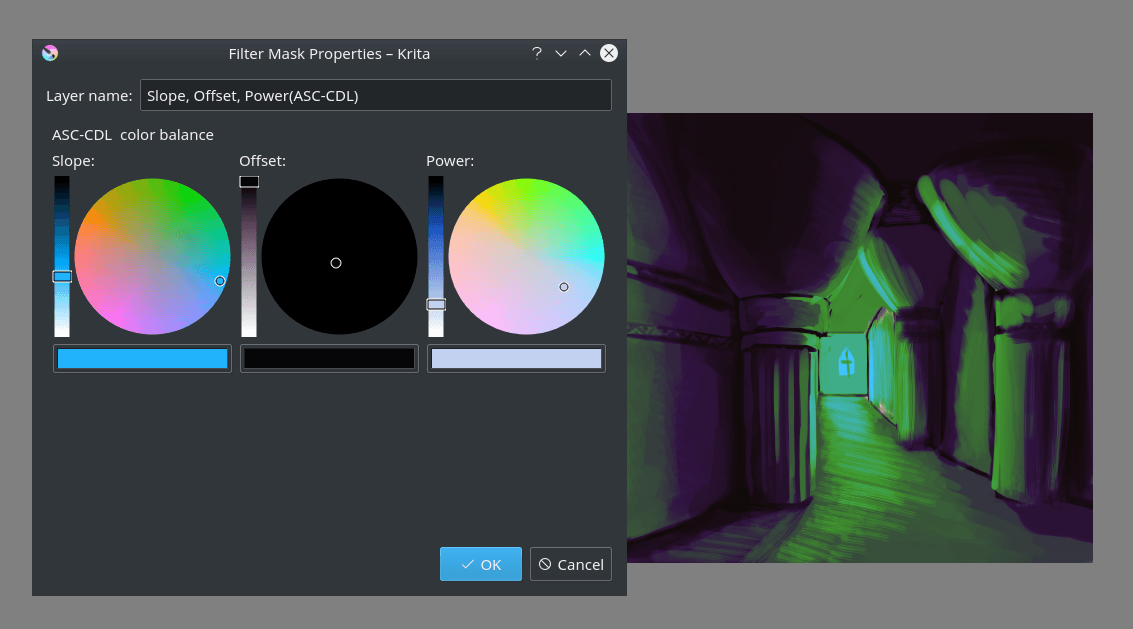 Filter Mask Properties – Krita
Layer name: Slope, Offset, Power(ASC-CDL)
ASC-CDL  color balance
Slope: Offset: Power:
OK Cancel